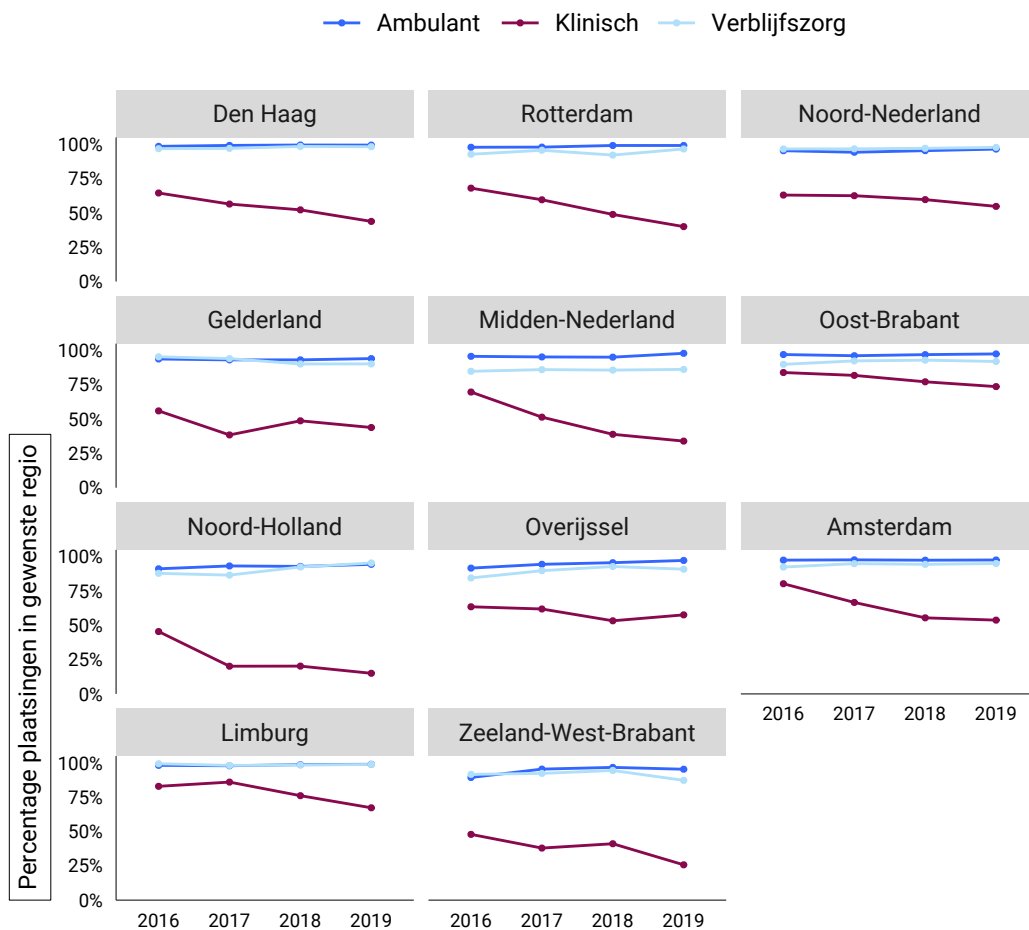 Ambulant Klinisch Verblijfszorg
Den Haag Rotterdam Noord-Nederland
100%
75%
50%
25%
0%
Gelderland Midden-Nederland Oost-Brabant
100%
75%
50%
25%
0%
Noord-Holland Overijssel Amsterdam
100%
75%
50%
25%
0%
2016 2017 2018 2019
Limburg Zeeland-West-Brabant
100%
75%
50%
25%
0%
2016 2017 2018 2019 2016 2017 2018 2019
Percentage plaatsingen in gewenste regio